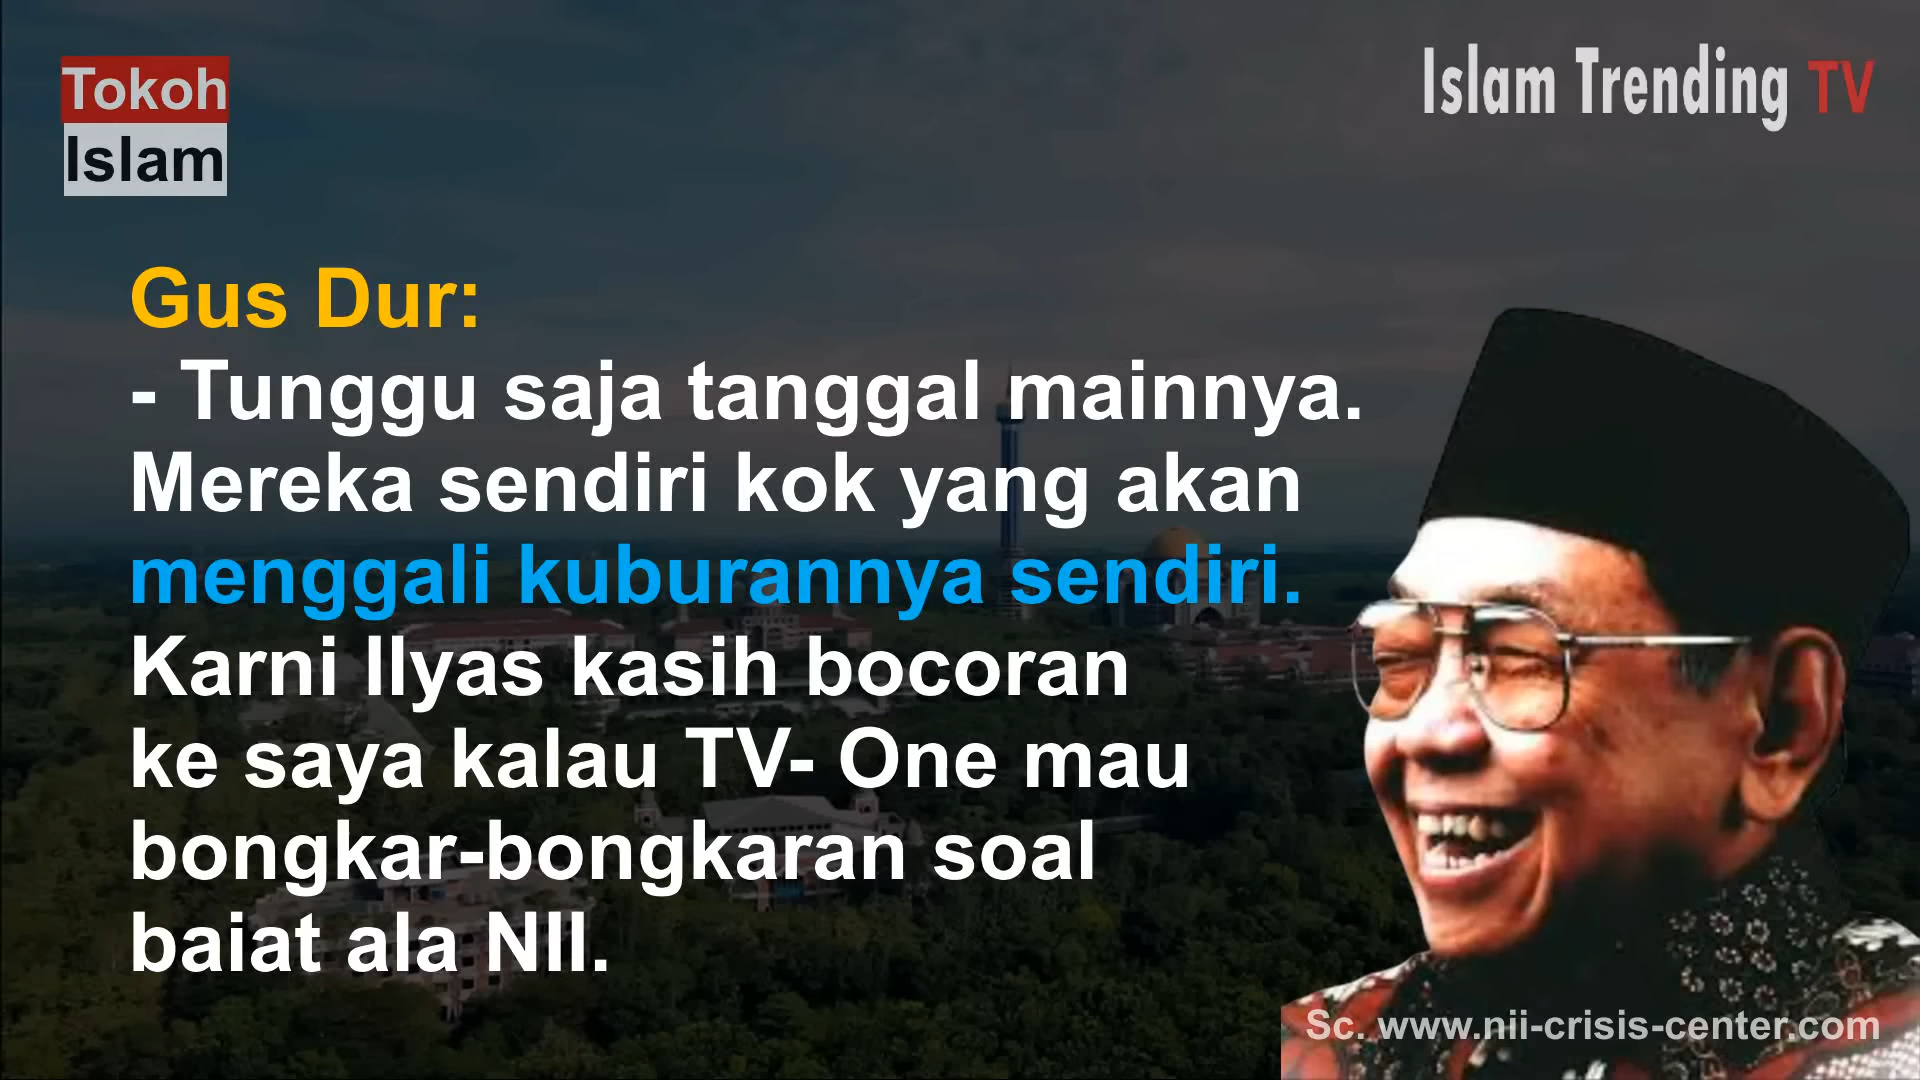 Tokoh
Islam
Islam Trending TV
Gus Dur:
- Tunggu saja tanggal mainnya.
Mereka sendiri kok yang akan
menggali kuburannya sendiri.
Karni Ilyas kasih bocoran
ke saya kalau TV- One mau
bongkar-bongkaran soal
baiat ala NII.
Sc. www.nii-crisis-center.com